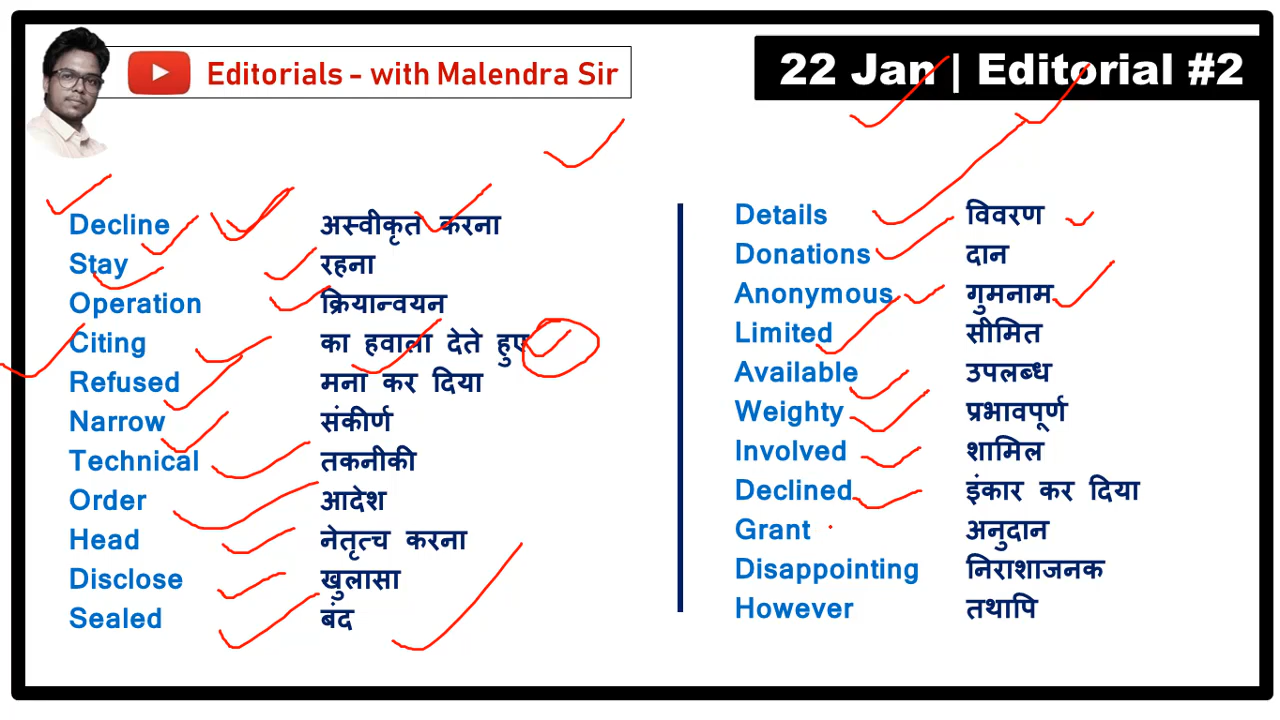 Editorials - with Malendra Sir
22 Jan | Editorial #2
Decline अस्वीकृत करना
Stay रहना
Operation क्रियान्वयन
Citing का हवाला देते हुए
Refused मना कर दिया
Narrow संकीर्ण
Technical तकनीकी
Order आदेश
Head नेतृत्च करना
Disclose खुलासा
Sealed बंद
Details विवरण
Donations दान
Anonymous गुमनाम
Limited सीमित
Available उपलब्ध
Weighty प्रभावपूर्ण
Involved शामिल
Declined इंकार कर दिया
Grant अनुदान
Disappointing निराशाजनक
However तथापि